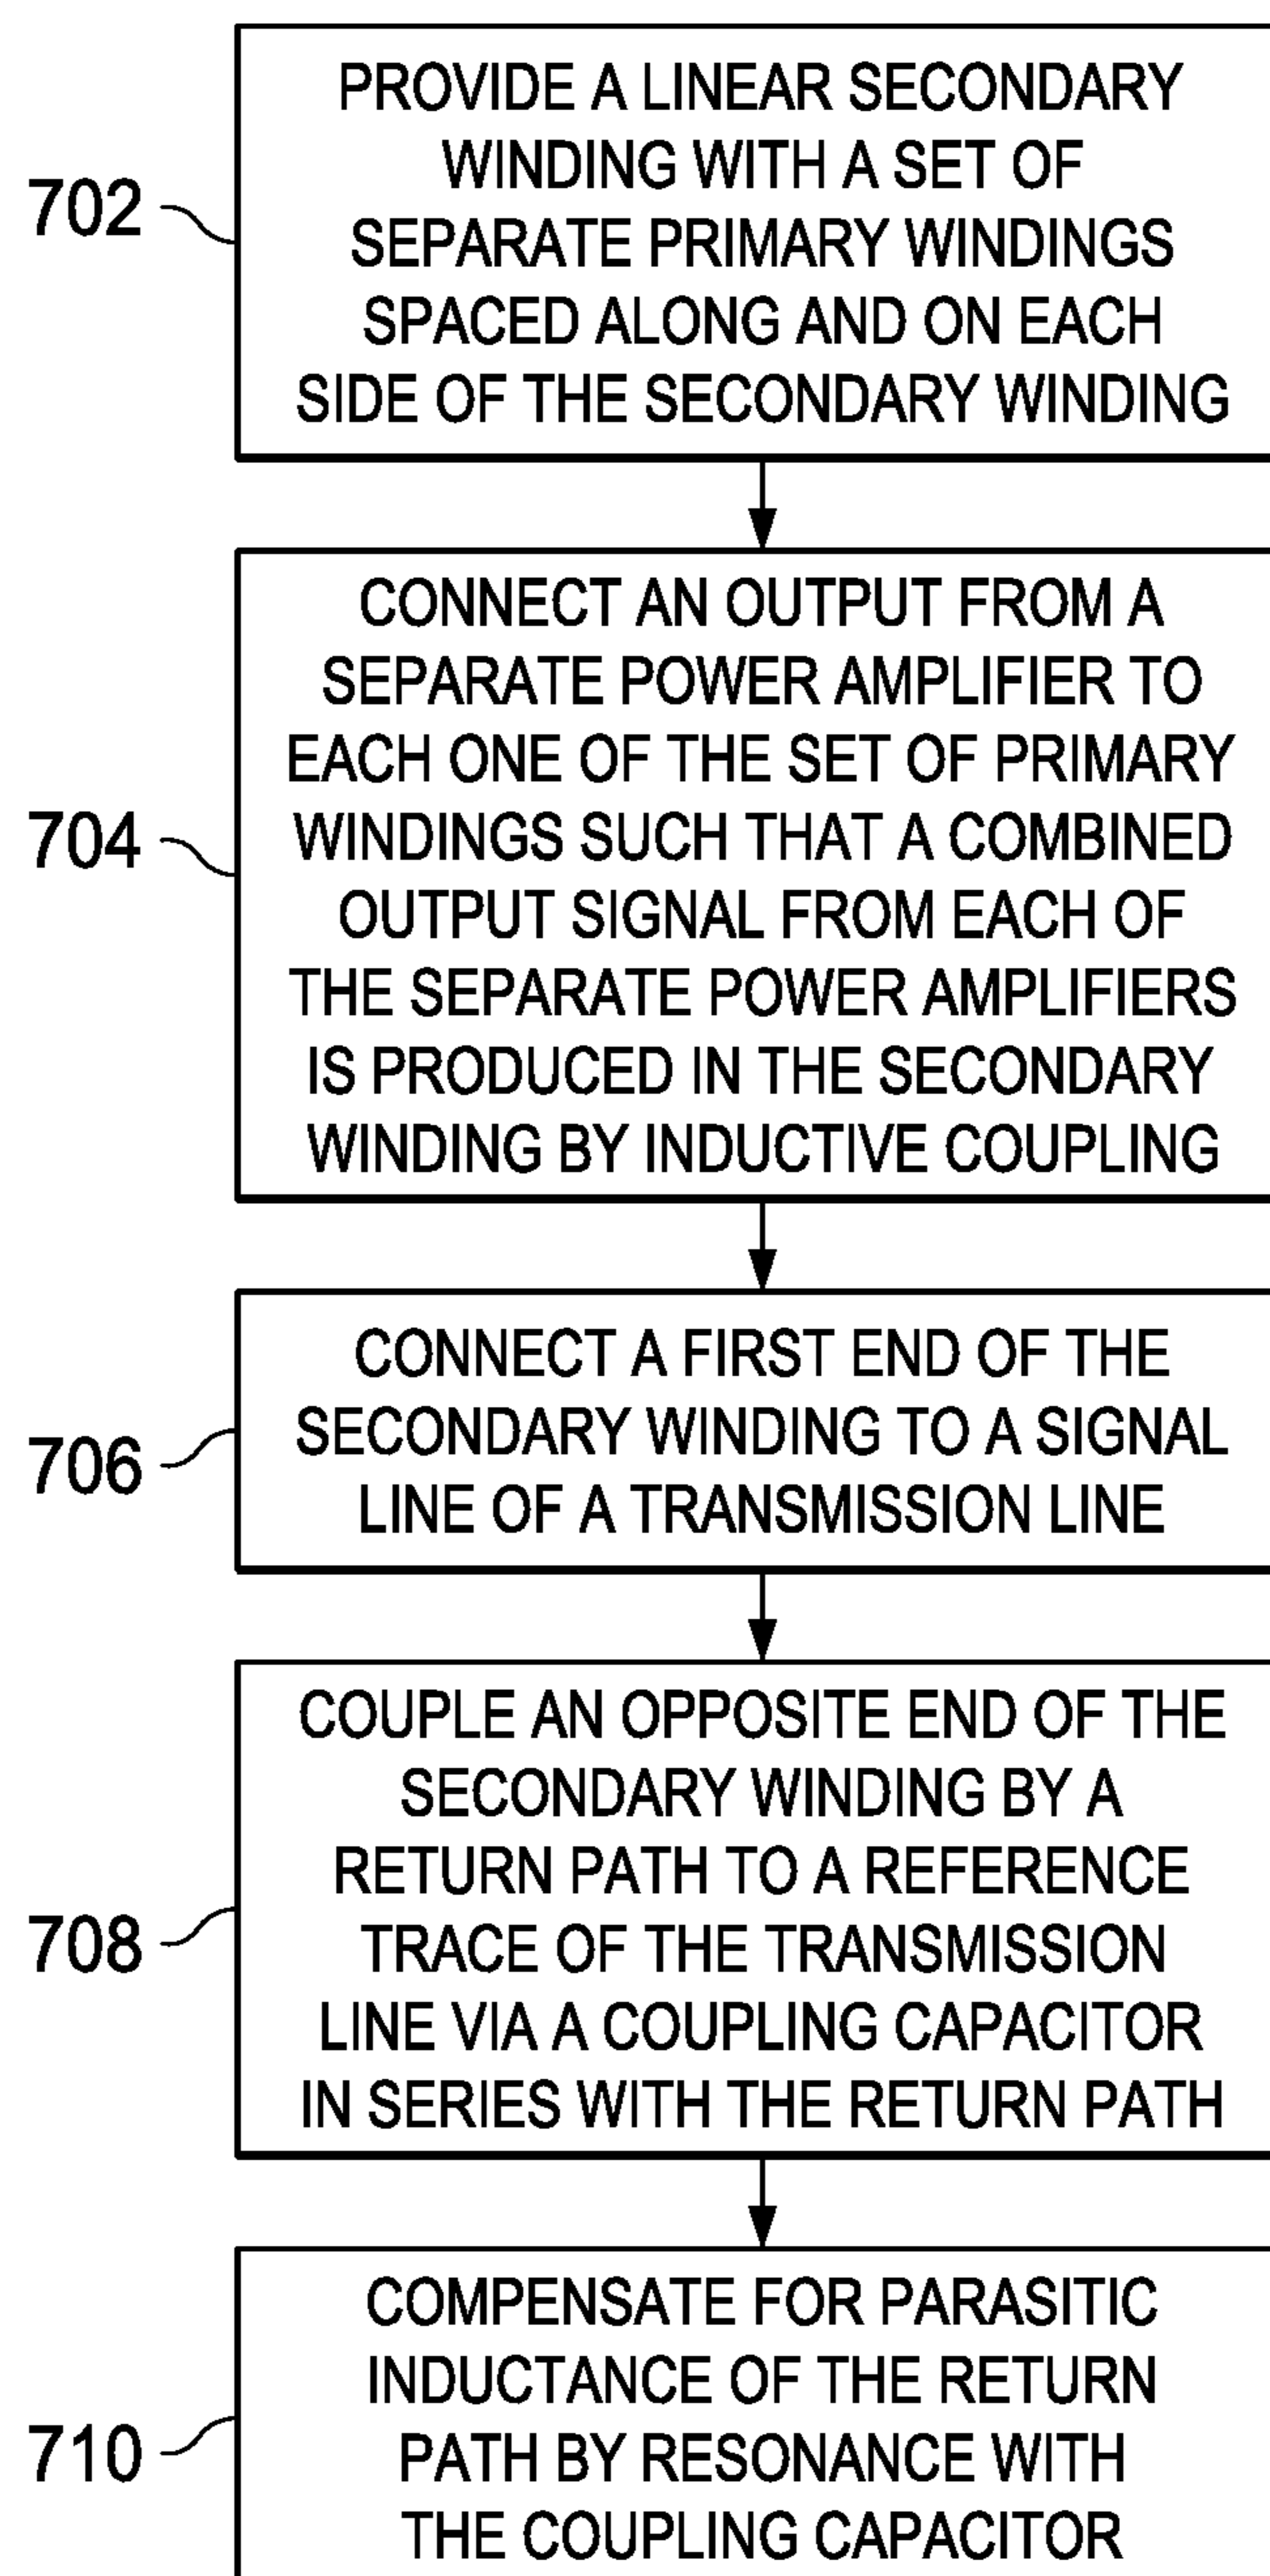 PROVIDE A LINEAR SECONDARY
WINDING WITH A SET OF
SEPARATE PRIMARY WINDINGS
SPACED ALONG AND ON EACH
SIDE OF THE SECONDARY WINDING
702
CONNECT AN OUTPUT FROM A
SEPARATE POWER AMPLIFIER TO
EACH ONE OF THE SET OF PRIMARY
WINDINGS SUCH THAT A COMBINED
OUTPUT SIGNAL FROM EACH OF
THE SEPARATE POWER AMPLIFIERS
IS PRODUCED IN THE SECONDARY
WINDING BY INDUCTIVE COUPLING
704
CONNECT A FIRST END OF THE
SECONDARY WINDING TO A SIGNAL
LINE OF A TRANSMISSION LINE
706
COUPLE AN OPPOSITE END OF THE
SECONDARY WINDING BY A
RETURN PATH TO A REFERENCE
TRACE OF THE TRANSMISSION
LINE VIA A COUPLING CAPACITOR
IN SERIES WITH THE RETURN PATH
708
COMPENSATE FOR PARASITIC
INDUCTANCE OF THE RETURN
PATH BY RESONANCE WITH
THE COUPLING CAPACITOR
710